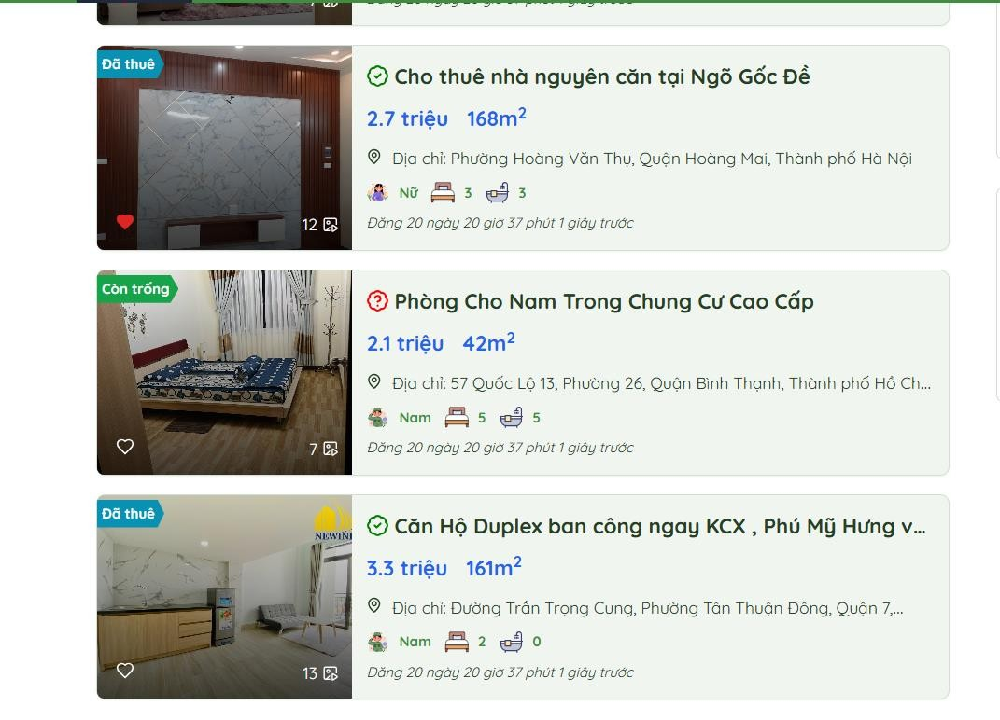 Đã thuê
Cho thuê nhà nguyên căn tại Ngõ Gốc Đề
2.7 triệu 168m²
Địa chỉ: Phường Hoàng Văn Thụ, Quận Hoàng Mai, Thành phố Hà Nội
Nữ 3 3
12
Đăng 20 ngày 20 giờ 37 phút 1 giây trước
Còn trống
Phòng Cho Nam Trong Chung Cư Cao Cấp
2.1 triệu 42m²
Địa chỉ: 57 Quốc Lộ 13, Phường 26, Quận Bình Thạnh, Thành phố Hồ Ch...
Nam 5 5
7
Đăng 20 ngày 20 giờ 37 phút 1 giây trước
Đã thuê
NEWIN
Căn Hộ Duplex ban công ngay KCX , Phú Mỹ Hưng v...
3.3 triệu 161m²
Địa chỉ: Đường Trần Trọng Cung, Phường Tân Thuận Đông, Quận 7,...
Nam 2 0
13
Đăng 20 ngày 20 giờ 37 phút 1 giây trước